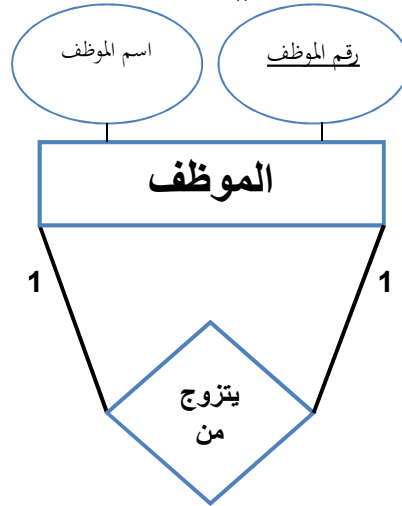 رقم الموظف
اسم الموظف
الموظف
1
1
يتزوج
من